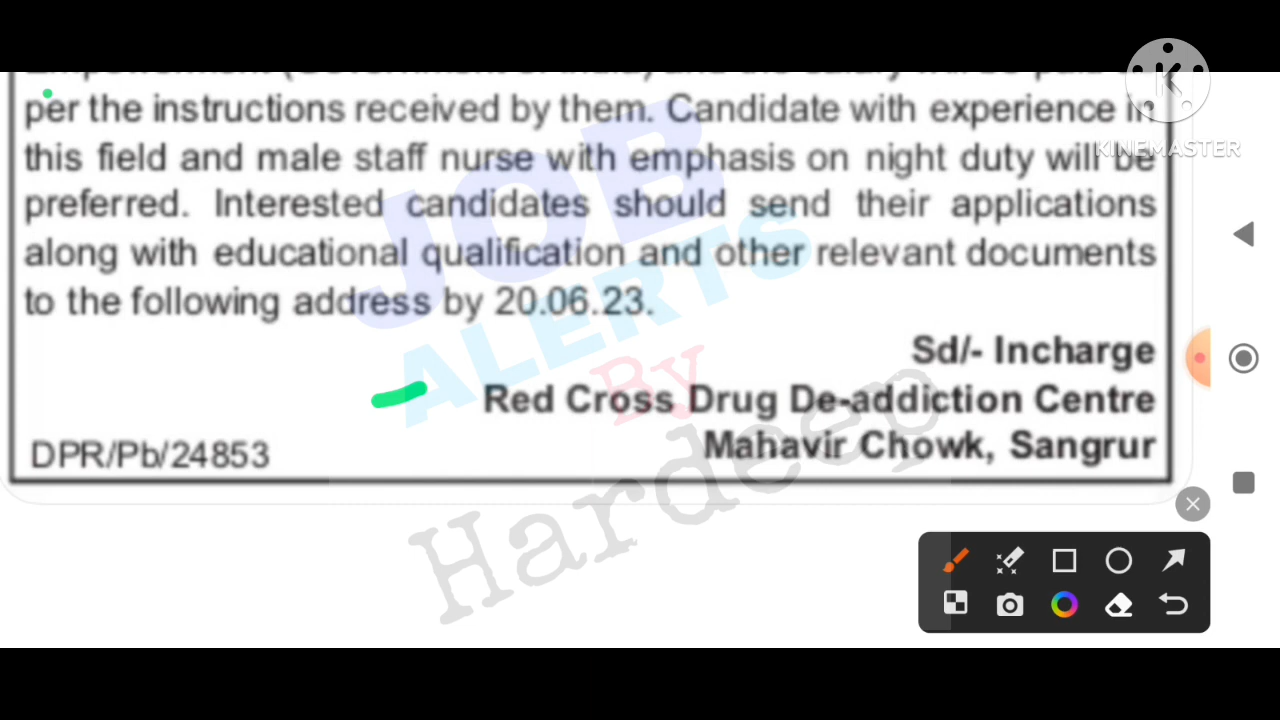 per the instructions received by them. Candidate with experience in
this field and male staff nurse with emphasis on night duty will be
preferred. Interested candidates should send their applications
along with educational qualification and other relevant documents
to the following address by 20.06.23.
Sd/- Incharge
Red Cross Drug De-addiction Centre
Mahavir Chowk, Sangrur
DPR/Pb/24853
JOB
ALERTS
By
Hardeep
KINEMASTER